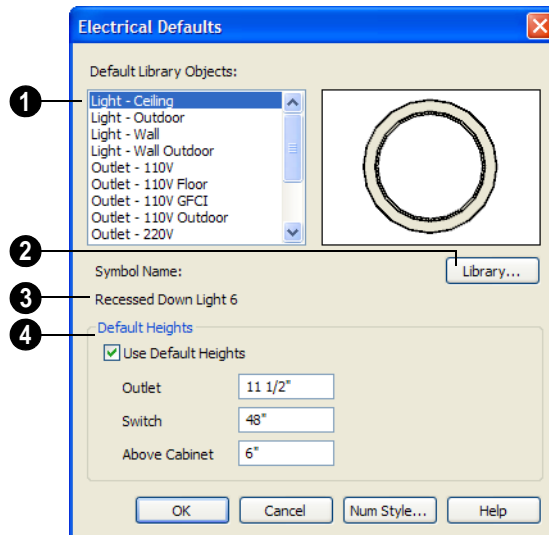 Electrical Defaults
Default Library Objects:
1
Light - Ceiling
Light - Outdoor
Light - Wall
Light - Wall Outdoor
Outlet - 110V
Outlet - 110V Floor
Outlet - 110V GFCI
Outlet - 110V Outdoor
Outlet - 220V
2
Symbol Name:
Library...
3
Recessed Down Light 6
4
Default Heights
Use Default Heights
Outlet 11 1/2"
Switch 48"
Above Cabinet 6"
OK Cancel Num Style... Help